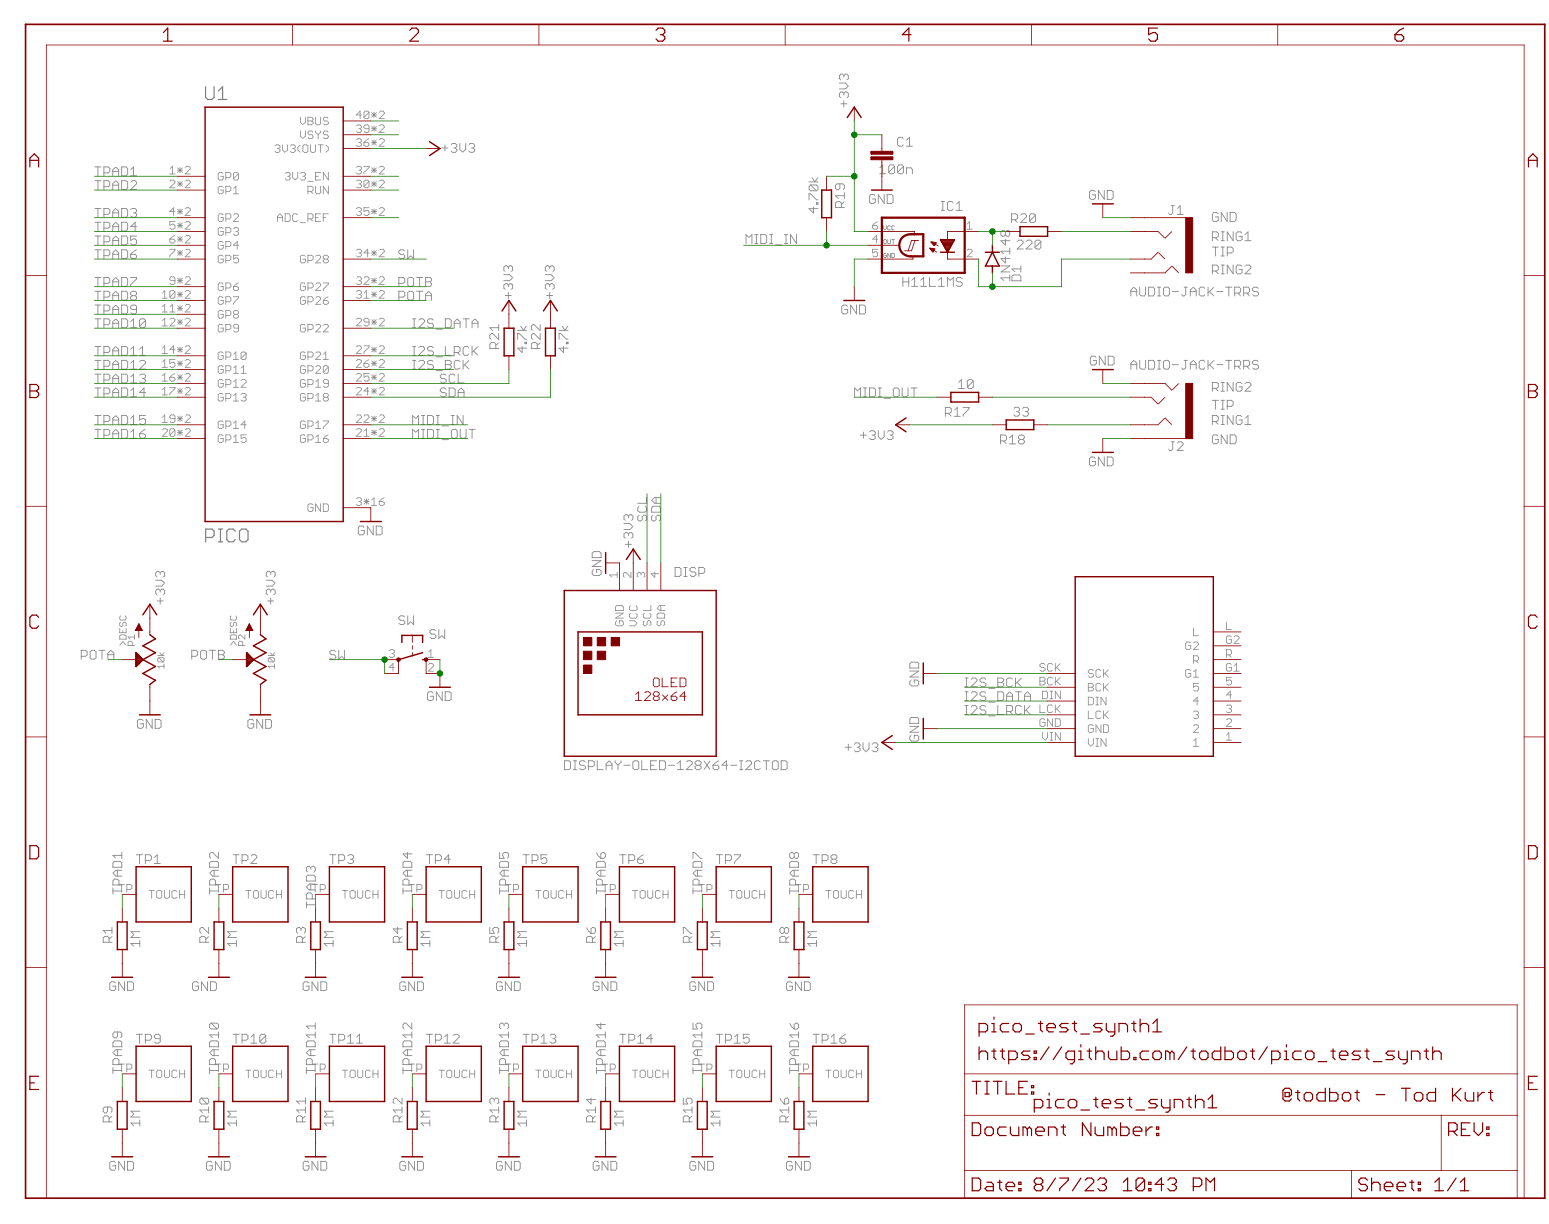 1 2 3 4 5 6
A A
B B
C C
D D
E E
U1
VBUS 40*2
VSYS 39*2
3V3(OUT) 36*2 +3V3
TPAD1 1*2 GP0 3V3_EN 37*2
TPAD2 2*2 GP1 RUN 30*2
TPAD3 4*2 GP2 ADC_REF 35*2
TPAD4 5*2 GP3
TPAD5 6*2 GP4
TPAD6 7*2 GP5 GP28 34*2 SW
TPAD7 9*2 GP6 GP27 32*2 POTB
TPAD8 10*2 GP7 GP26 31*2 POTA
TPAD9 11*2 GP8
TPAD10 12*2 GP9 GP22 29*2 I2S_DATA
TPAD11 14*2 GP10 GP21 27*2 I2S_LRCK
TPAD12 15*2 GP11 GP20 26*2 I2S_BCK
TPAD13 16*2 GP12 GP19 25*2 SCL
TPAD14 17*2 GP13 GP18 24*2 SDA
TPAD15 19*2 GP14 GP17 22*2 MIDI_IN
TPAD16 20*2 GP15 GP16 21*2 MIDI_OUT
GND 3*16
GND
PICO
+3V3 +3V3
R21 4.7k R22 4.7k
+3V3
C1
100n
GND
4.70k R19
MIDI_IN
IC1
6 VCC 1
4 OUT
5 GND 2
H11L1MS
GND
1N4148
D1
R20
220
GND
J1
GND
RING1
TIP
RING2
AUDIO-JACK-TRRS
GND
AUDIO-JACK-TRRS
RING2
TIP
RING1
GND
J2
GND
MIDI_OUT
10
R17
33
R18
+3V3
+3V3
>DESC
P1
10k
POTA
GND
+3V3
>DESC
P2
10k
POTB
GND
SW
SW
SW
3 1
4 2
GND
SCL SDA
GND +3V3
1 2 3 4 DISP
GND VCC SCL SDA
OLED
128x64
DISPLAY-OLED-128X64-I2CTOD
L L
G2 G2
R R
GND SCK SCK G1 G1
I2S_BCK BCK BCK 5 5
I2S_DATA DIN DIN 4 4
I2S_LRCK LCK LCK 3 3
GND GND GND 2 2
+3V3 VIN VIN 1 1
TPAD1 TP1 TPAD2 TP2 TPAD3 TP3 TPAD4 TP4 TPAD5 TP5 TPAD6 TP6 TPAD7 TP7 TPAD8 TP8
TP TOUCH TP TOUCH TP TOUCH TP TOUCH TP TOUCH TP TOUCH TP TOUCH TP TOUCH
R1 1M R2 1M R3 1M R4 1M R5 1M R6 1M R7 1M R8 1M
GND GND GND GND GND GND GND GND
TPAD9 TP9 TPAD10 TP10 TPAD11 TP11 TPAD12 TP12 TPAD13 TP13 TPAD14 TP14 TPAD15 TP15 TPAD16 TP16
TP TOUCH TP TOUCH TP TOUCH TP TOUCH TP TOUCH TP TOUCH TP TOUCH TP TOUCH
R9 1M R10 1M R11 1M R12 1M R13 1M R14 1M R15 1M R16 1M
GND GND GND GND GND GND GND GND
pico_test_synth1
https://github.com/todbot/pico_test_synth
TITLE:
pico_test_synth1 @todbot - Tod Kurt
Document Number: REV:
Date: 8/7/23 10:43 PM Sheet: 1/1